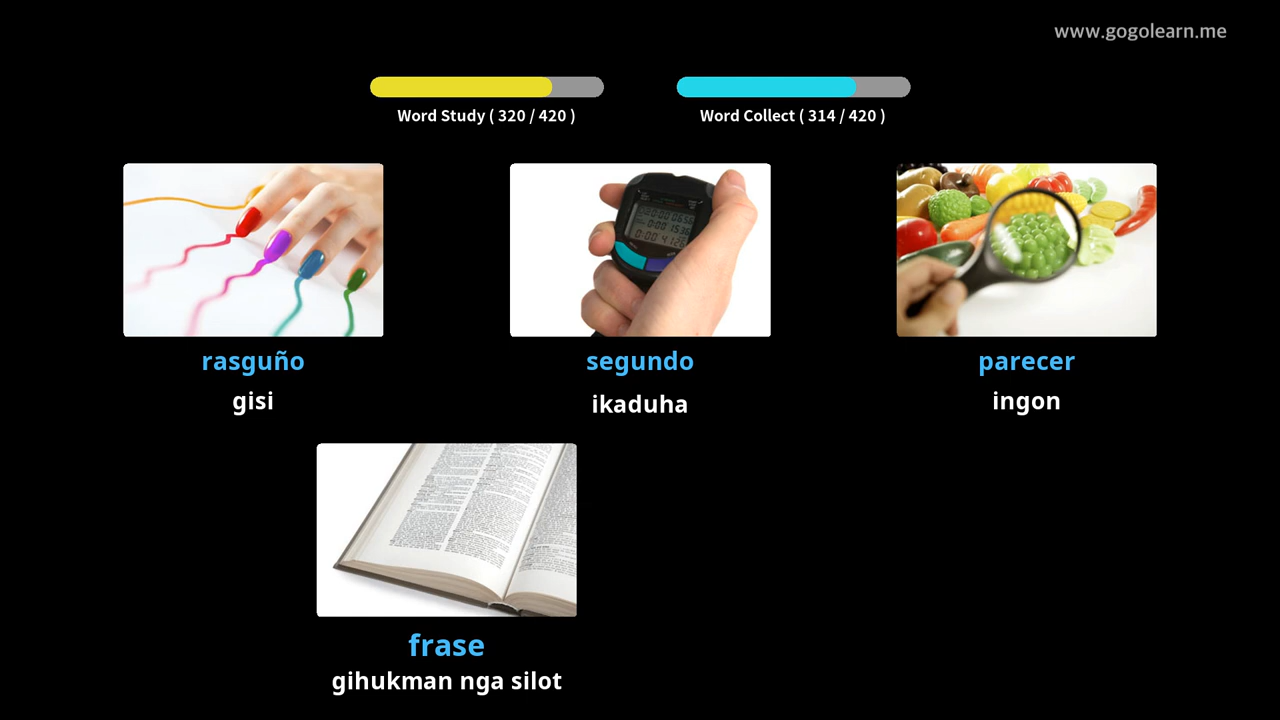 www.gogolearn.me
Word Study ( 320 / 420 )
Word Collect ( 314 / 420 )
rasguño
gisi
segundo
ikaduha
parecer
ingon
frase
gihukman nga silot